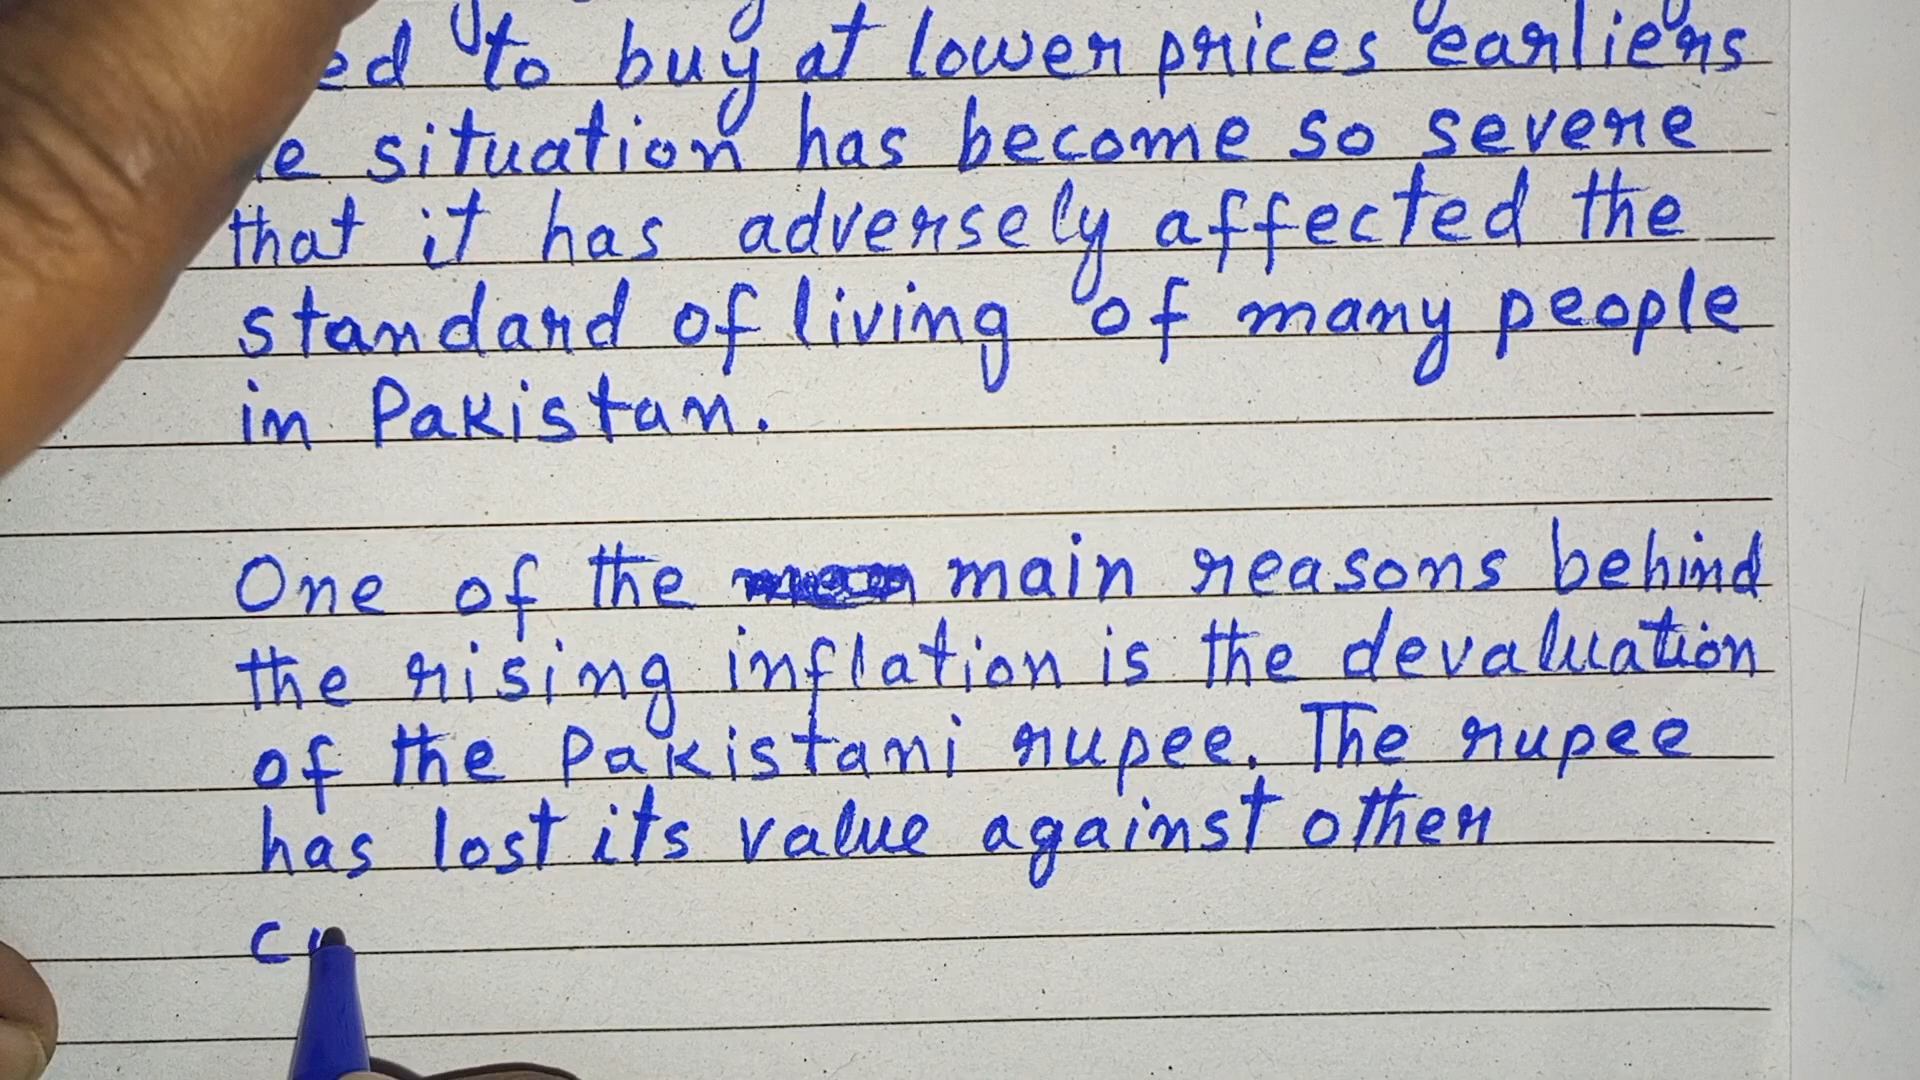 to buy at lower prices earliers
situation has become so severe
that it has adversely affected the
standard of living of many people
in Pakistan.
One of the main reasons behind
the rising inflation is the devaluation
of the Pakistani rupee. The rupee
has lost its value against other